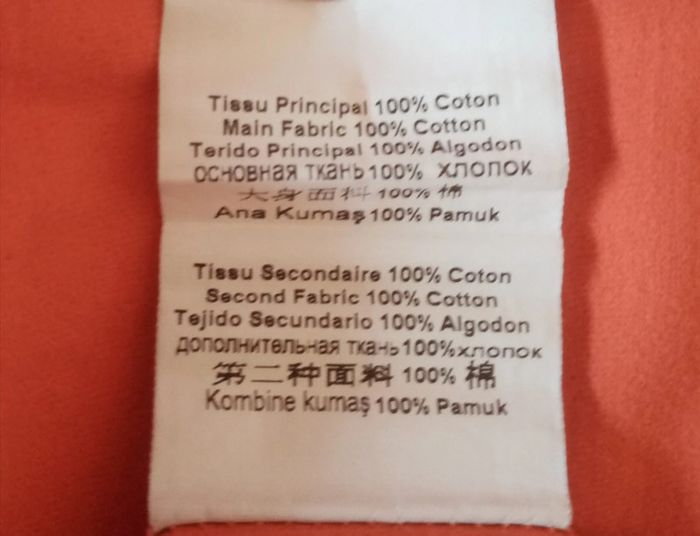 Tissu Principal 100% Coton
Main Fabric 100% Cotton
Terido Principal 100% Algodon
ОСНОВНАЯ ТКАНЬ 100% ХЛОПОК
大身面料 100% 棉
Ana Kumaş 100% Pamuk
Tissu Secondaire 100% Coton
Second Fabric 100% Cotton
Tejido Secundario 100% Algodon
ДОПОЛНИТЕЛЬНАЯ ТКАНЬ 100% ХЛОПОК
第二种面料 100% 棉
Kombine kumaş 100% Pamuk